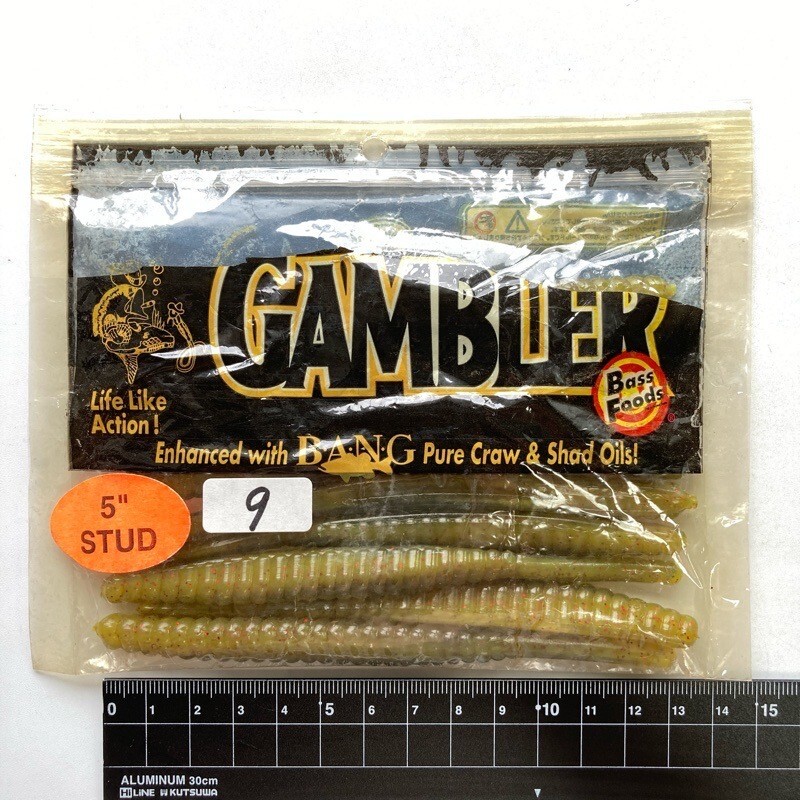 GAMBLER
Bass
Foods
Life Like
Action!
Enhanced with BANG Pure Craw & Shad Oils!
5"
STUD
9
0 1 2 3 4 5 6 7 8 9 10 11 12 13 14 15
ALUMINUM 30cm
HiLiNE KUTSUWA